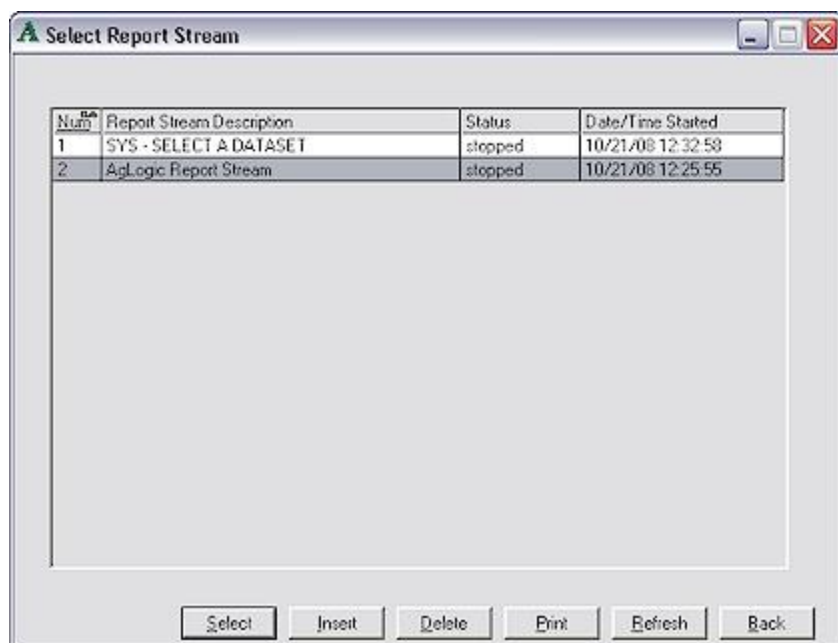 Select Report Stream
Num Report Stream Description Status Date/Time Started
1 SYS - SELECT A DATASET stopped 10/21/08 12:32:58
2 AgLogic Report Stream stopped 10/21/08 12:25:55
Select Insert Delete Print Refresh Back